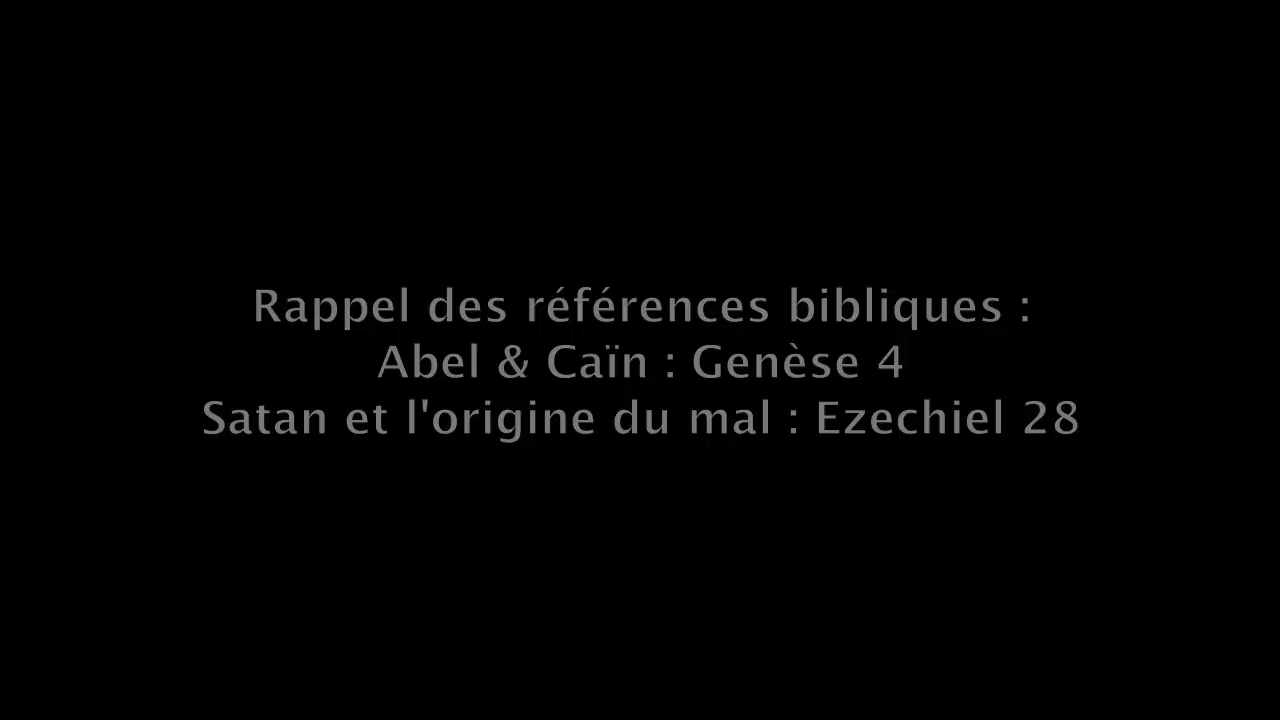 Rappel des références bibliques :
Abel & Caïn : Genèse 4
Satan et l'origine du mal : Ezechiel 28